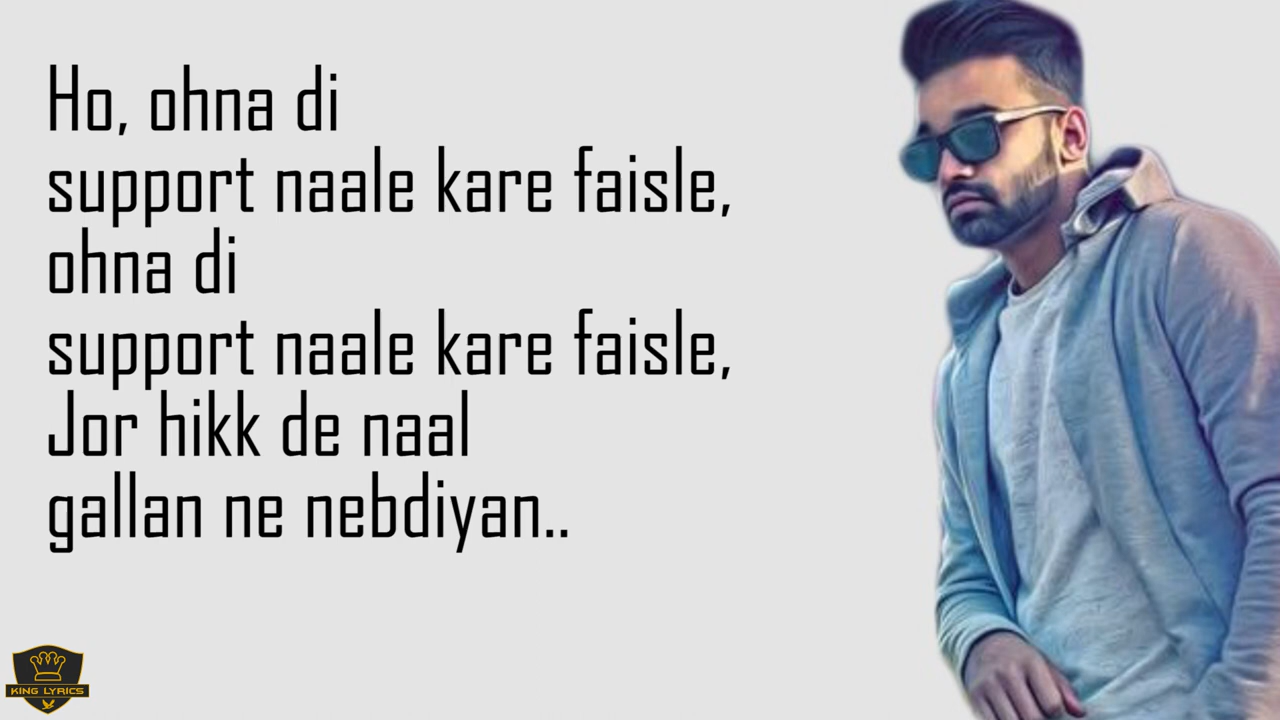 Ho, ohna di
support naale kare faisle,
ohna di
support naale kare faisle,
Jor hikk de naal
gallan ne nebdiyan..
KING LYRICS